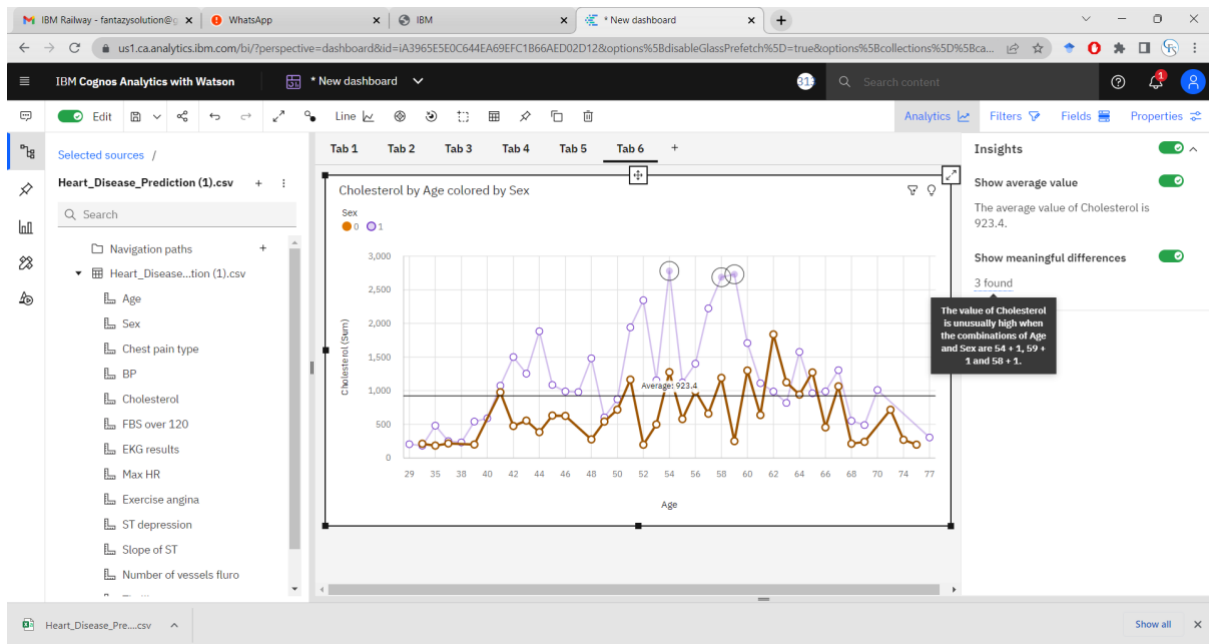 IBM Railway - fantazysolution@g
WhatsApp
IBM
* New dashboard
us1.ca.analytics.ibm.com/bi/?perspective=dashboard&id=iA3965E5E0C644EA69EFC1B66AED02D12&options%5BdisableGlassPrefetch%5D=true&options%5Bcollections%5D%5Bca...
IBM Cognos Analytics with Watson
* New dashboard
Search content
1
Edit
Line
Analytics
Filters
Fields
Properties
Selected sources /
Heart_Disease_Prediction (1).csv
Search
Navigation paths
Heart_Disease...tion (1).csv
Age
Sex
Chest pain type
BP
Cholesterol
FBS over 120
EKG results
Max HR
Exercise angina
ST depression
Slope of ST
Number of vessels fluro
Tab 1 Tab 2 Tab 3 Tab 4 Tab 5 Tab 6
Cholesterol by Age colored by Sex
Sex
0 1
3,000
2,500
2,000
1,500
1,000
500
0
Cholesterol (Sum)
Average: 923.4
29 35 38 40 42 44 46 48 50 52 54 56 58 60 62 64 66 68 70 74 77
Age
Insights
Show average value
The average value of Cholesterol is
923.4.
Show meaningful differences
3 found
The value of Cholesterol
is unusually high when
the combinations of Age
and Sex are 54 + 1, 59 +
1 and 58 + 1.
Heart_Disease_Pre....csv
Show all